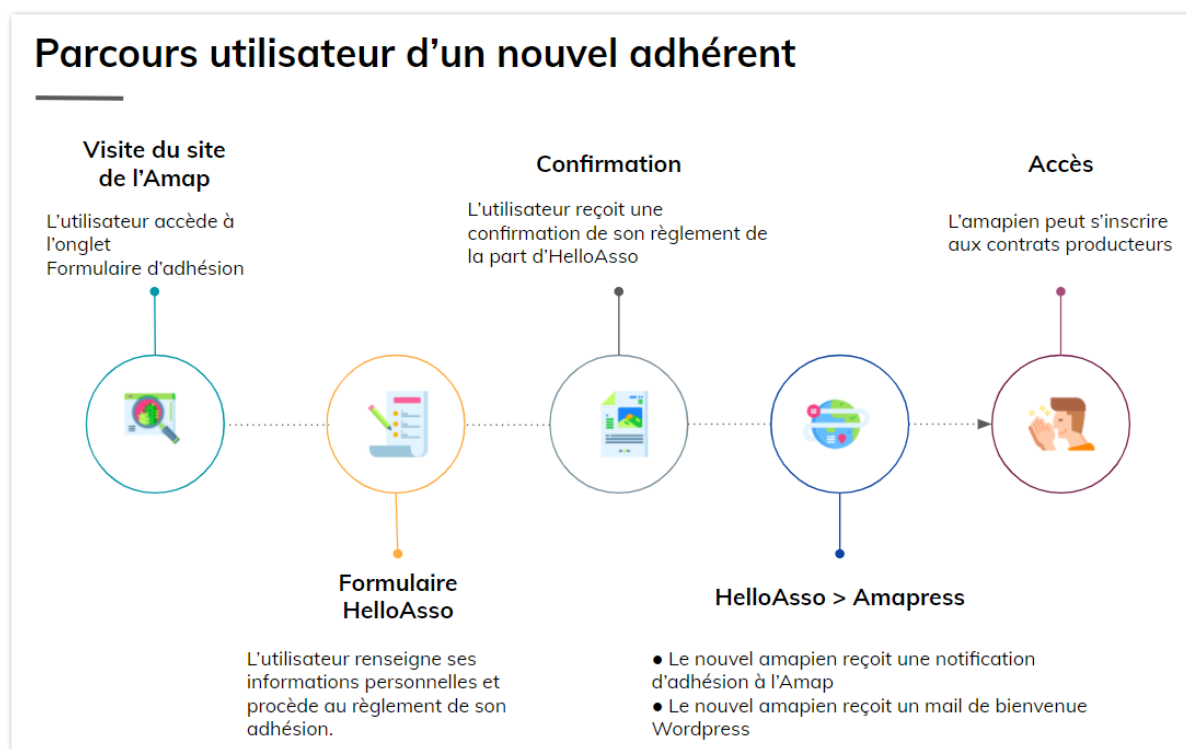 Parcours utilisateur d'un nouvel adhérent
Visite du site
de l'Amap
L'utilisateur accède à
l'onglet
Formulaire d'adhésion
Formulaire
HelloAsso
L'utilisateur renseigne ses
informations personnelles et
procède au règlement de son
adhésion.
Confirmation
L'utilisateur reçoit une
confirmation de son règlement de
la part d'HelloAsso
HelloAsso > Amapress
● Le nouvel amapien reçoit une notification
d'adhésion à l'Amap
● Le nouvel amapien reçoit un mail de bienvenue
Wordpress
Accès
L'amapien peut s'inscrire
aux contrats producteurs